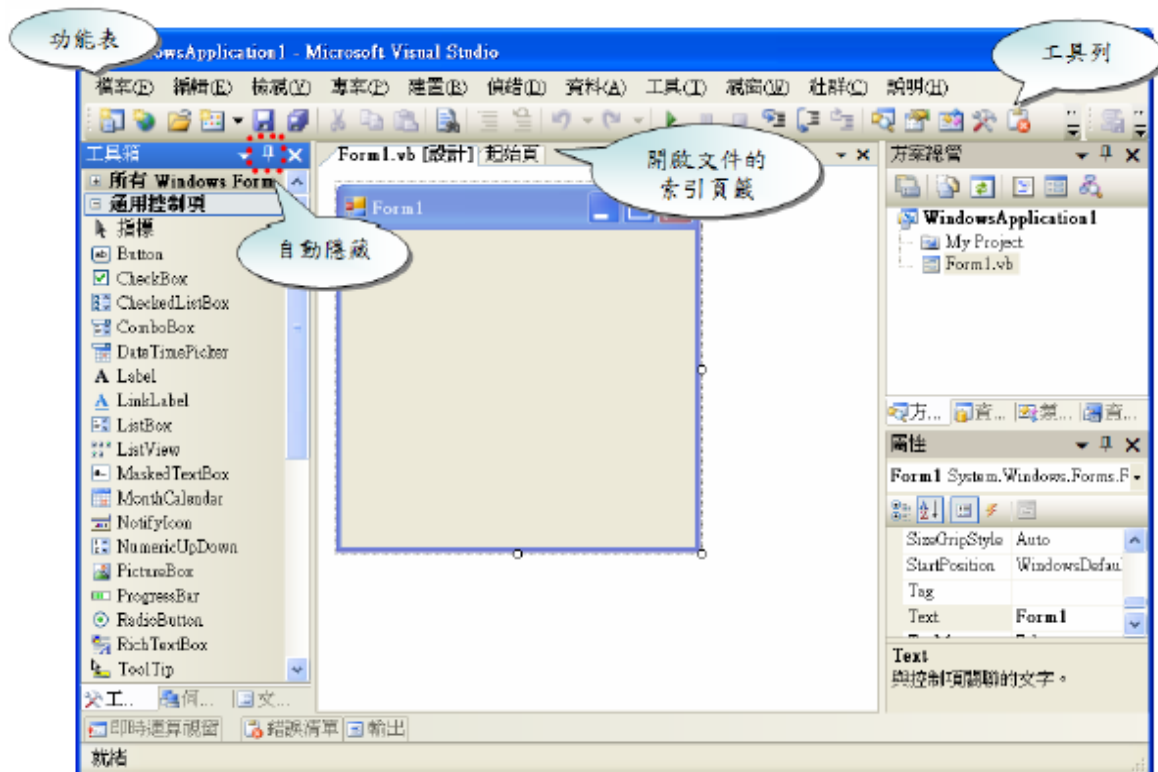 功能表
WindowsApplication1 - Microsoft Visual Studio
工具列
檔案(F) 編輯(E) 檢視(V) 專案(P) 建置(B) 偵錯(D) 資料(A) 工具(T) 視窗(W) 社群(C) 說明(H)
工具箱
所有 Windows Form
通用控制項
指標
Button
CheckBox
CheckedListBox
ComboBox
DateTimePicker
Label
LinkLabel
ListBox
ListView
MaskedTextBox
MonthCalendar
NotifyIcon
NumericUpDown
PictureBox
ProgressBar
RadioButton
RichTextBox
ToolTip
工...
文...
自動隱藏
Form1.vb [設計] 起始頁
開啟文件的
索引頁籤
Form1
方案總管
WindowsApplication1
My Project
Form1.vb
方... 資... 類... 資...
屬性
Form1 System.Windows.Forms.F
SizeGripStyle Auto
StartPosition WindowsDefau
Tag
Text Form1
Text
與控制項關聯的文字。
即時運算視窗 錯誤清單 輸出
就緒